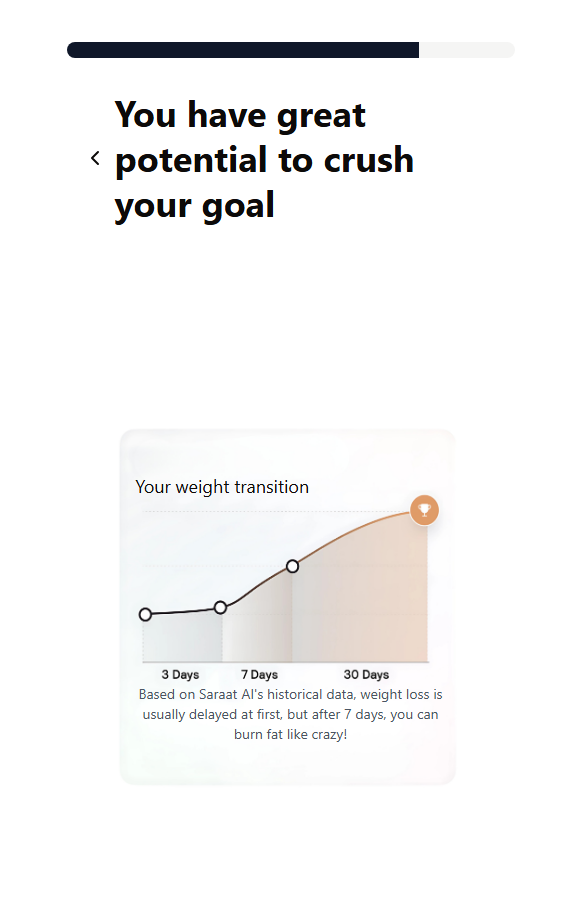 You have great
potential to crush
your goal
Your weight transition
3 Days 7 Days 30 Days
Based on Saraat AI's historical data, weight loss is
usually delayed at first, but after 7 days, you can
burn fat like crazy!